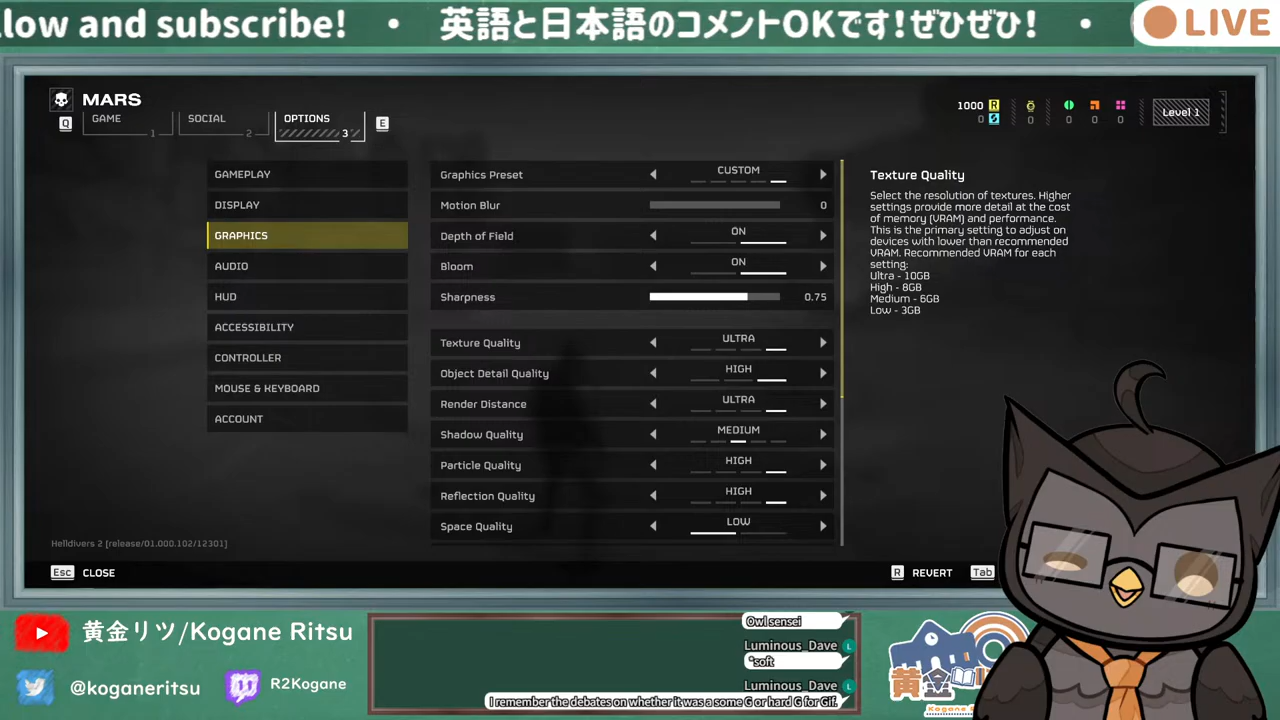 llow and subscribe! • 英語と日本語のコメントOKです!ぜひぜひ! •
LIVE
MARS
Q
GAME 1
SOCIAL 2
OPTIONS 3
E
1000 R
0 S
0
0
0
0
Level 1
GAMEPLAY
DISPLAY
GRAPHICS
AUDIO
HUD
ACCESSIBILITY
CONTROLLER
MOUSE & KEYBOARD
ACCOUNT
Graphics Preset CUSTOM
Motion Blur 0
Depth of Field ON
Bloom ON
Sharpness 0.75
Texture Quality ULTRA
Object Detail Quality HIGH
Render Distance ULTRA
Shadow Quality MEDIUM
Particle Quality HIGH
Reflection Quality HIGH
Space Quality LOW
Texture Quality
Select the resolution of textures. Higher
settings provide more detail at the cost
of memory (VRAM) and performance.
This is the primary setting to adjust on
devices with lower than recommended
VRAM. Recommended VRAM for each
setting:
Ultra - 10GB
High - 8GB
Medium - 6GB
Low - 3GB
Helldivers 2 [release/01.000.102/12301]
Esc CLOSE
R REVERT
Tab
黄金リツ/Kogane Ritsu
@koganeritsu
R2Kogane
Owl sensei
Luminous_Dave L
*soft
Luminous_Dave L
I remember the debates on whether it was a some G or hard G for Gif.
黄金